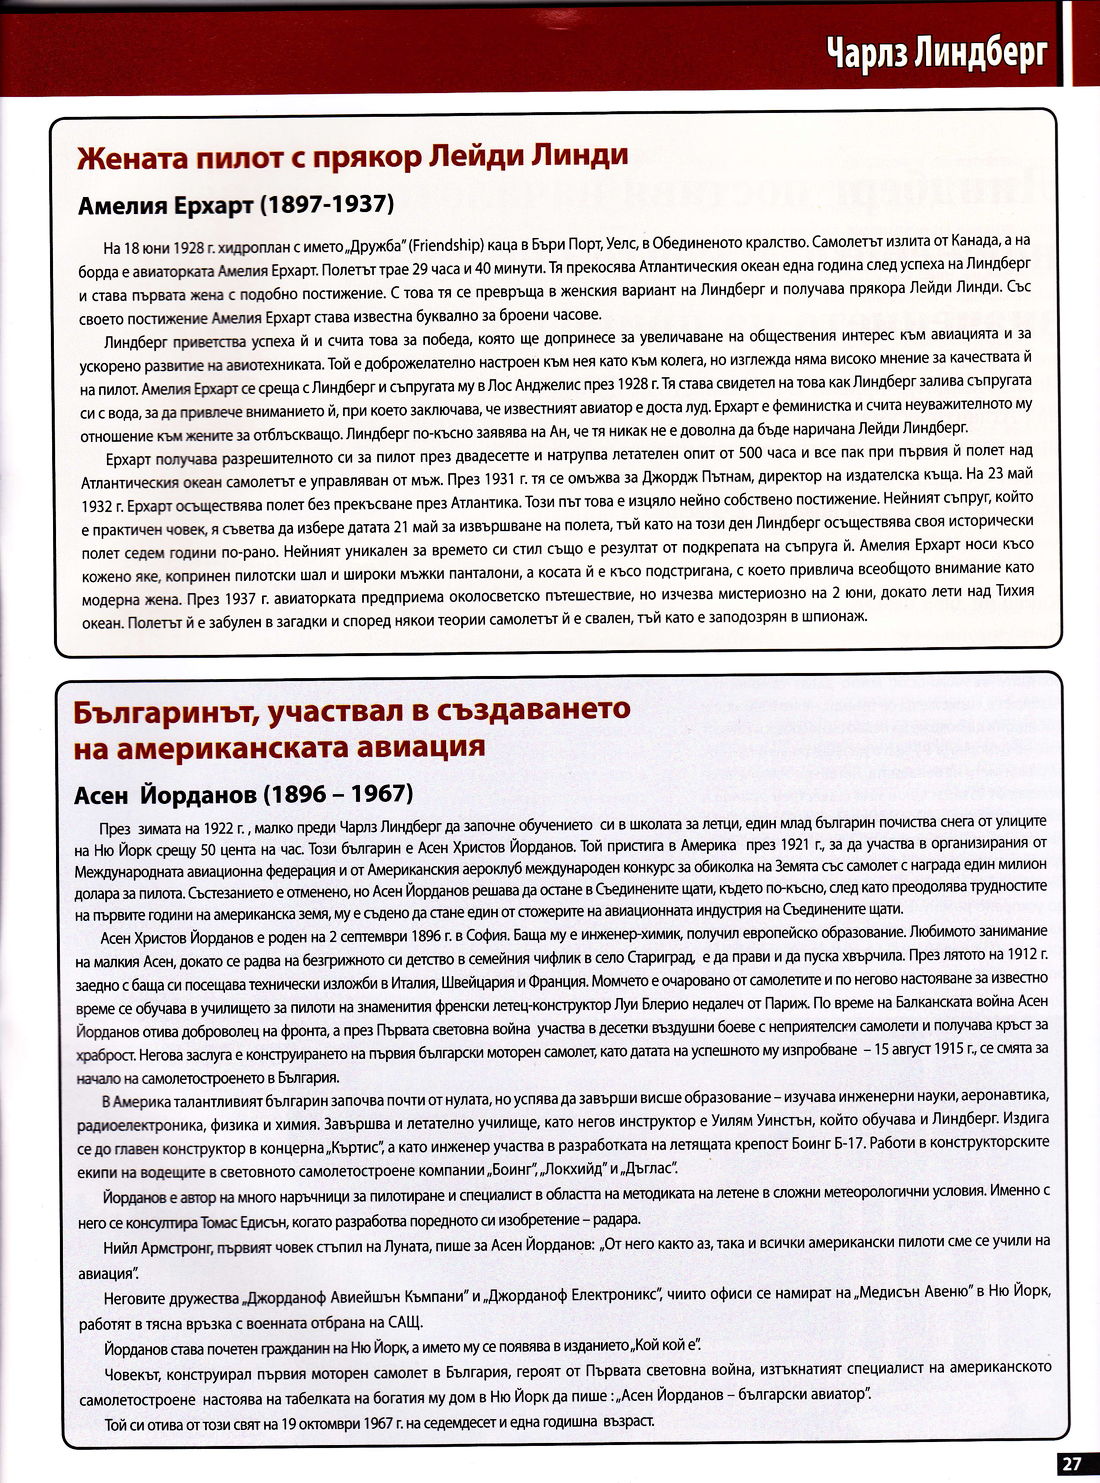 Чарлз Линдберг
Жената пилот с прякор Лейди Линди
Амелия Ерхарт (1897-1937)
На 18 юни 1928 г. хидроплан с името „Дружба” (Friendship) каца в Бъри Порт, Уелс, в Обединеното кралство. Самолетът излита от Канада, а на
борда е авиаторката Амелия Ерхарт. Полетът трае 29 часа и 40 минути. Тя прекосява Атлантическия океан една година след успеха на Линдберг
и става първата жена с подобно постижение. С това тя се превръща в женския вариант на Линдберг и получава прякора Лейди Линди. Със
своето постижение Амелия Ерхарт става известна буквално за броени часове.
Линдберг приветства успеха й и счита това за победа, която ще допринесе за увеличаване на обществения интерес към авиацията и за
ускорено развитие на авиотехниката. Той е доброжелателно настроен към нея като към колега, но изглежда няма високо мнение за качествата й
на пилот. Амелия Ерхарт се среща с Линдберг и съпругата му в Лос Анджелис през 1928 г. Тя става свидетел на това как Линдберг залива съпругата
си с вода, за да привлече вниманието й, при което заключава, че известният авиатор е доста луд. Ерхарт е феминистка и счита неуважителното му
отношение към жените за отблъскващо. Линдберг по-късно заявява на Ан, че тя никак не е доволна да бъде наричана Лейди Линдберг.
Ерхарт получава разрешителното си за пилот през двадесетте и натрупва летателен опит от 500 часа и все пак при първия й полет над
Атлантическия океан самолетът е управляван от мъж. През 1931 г. тя се омъжва за Джордж Пътнам, директор на издателска къща. На 23 май
1932 г. Ерхарт осъществява полет без прекъсване през Атлантика. Този път това е изцяло нейно собствено постижение. Нейният съпруг, който
е практичен човек, я съветва да избере датата 21 май за извършване на полета, тъй като на този ден Линдберг осъществява своя исторически
полет седем години по-рано. Нейният уникален за времето си стил също е резултат от подкрепата на съпруга й. Амелия Ерхарт носи късо
кожено яке, копринен пилотски шал и широки мъжки панталони, а косата й е късо подстригана, с което привлича всеобщото внимание като
модерна жена. През 1937 г. авиаторката предприема околосветско пътешествие, но изчезва мистериозно на 2 юни, докато лети над Тихия
океан. Полетът й е забулен в загадки и според някои теории самолетът й е свален, тъй като е заподозрян в шпионаж.
Българинът, участвал в създаването
на американската авиация
Асен Йорданов (1896 – 1967)
През зимата на 1922 г. , малко преди Чарлз Линдберг да започне обучението си в школата за летци, един млад българин почиства снега от улиците
на Ню Йорк срещу 50 цента на час. Този българин е Асен Христов Йорданов. Той пристига в Америка през 1921 г., за да участва в организирания от
Международната авиационна федерация и от Американския аероклуб международен конкурс за обиколка на Земята със самолет с награда един милион
долара за пилота. Състезанието е отменено, но Асен Йорданов решава да остане в Съединените щати, където по-късно, след като преодолява трудностите
на първите години на американска земя, му е съдено да стане един от стожерите на авиационната индустрия на Съединените щати.
Асен Христов Йорданов е роден на 2 септември 1896 г. в София. Баща му е инженер-химик, получил европейско образование. Любимото занимание
на малкия Асен, докато се радва на безгрижното си детство в семейния чифлик в село Стариград, е да прави и да пуска хвърчила. През лятото на 1912 г.
заедно с баща си посещава технически изложби в Италия, Швейцария и Франция. Момчето е очаровано от самолетите и по негово настояване за известно
време се обучава в училището за пилоти на знаменития френски летец-конструктор Луи Блерио недалеч от Париж. По време на Балканската война Асен
Йорданов отива доброволец на фронта, а през Първата световна война участва в десетки въздушни боеве с неприятелски самолети и получава кръст за
храброст. Негова заслуга е конструирането на първия български моторен самолет, като датата на успешното му изпробване – 15 август 1915 г., се смята за
начало на самолетостроенето в България.
В Америка талантливият българин започва почти от нулата, но успява да завърши висше образование – изучава инженерни науки, аеронавтика,
радиоелектроника, физика и химия. Завършва и летателно училище, като негов инструктор е Уилям Уинстън, който обучава и Линдберг. Издига
се до главен конструктор в концерна „Къртис”, а като инженер участва в разработката на летящата крепост Боинг Б-17. Работи в конструкторските
екипи на водещите в световното самолетостроене компании „Боинг”, „Локхийд” и „Дъглас”.
Йорданов е автор на много наръчници за пилотиране и специалист в областта на методиката на летене в сложни метеорологични условия. Именно с
него се консултира Томас Едисън, когато разработва поредното си изобретение – радара.
Нийл Армстронг, първият човек стъпил на Луната, пише за Асен Йорданов: „От него както аз, така и всички американски пилоти сме се учили на
авиация”.
Неговите дружества „Джорданоф Авиейшън Къмпани” и „Джорданоф Електроникс”, чиито офиси се намират на „Медисън Авеню” в Ню Йорк,
работят в тясна връзка с военната отбрана на САЩ.
Йорданов става почетен гражданин на Ню Йорк, а името му се появява в изданието „Кой кой е”.
Човекът, конструирал първия моторен самолет в България, героят от Първата световна война, изтъкнатият специалист на американското
самолетостроене настоява на табелката на богатия му дом в Ню Йорк да пише : „Асен Йорданов – български авиатор”.
Той си отива от този свят на 19 октомври 1967 г. на седемдесет и една годишна възраст.
27